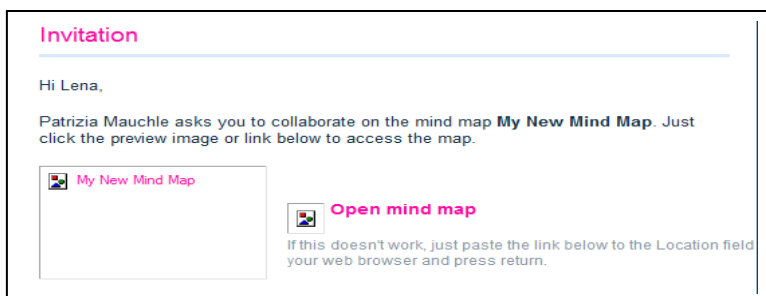 Invitation
Hi Lena,
Patrizia Mauchle asks you to collaborate on the mind map My New Mind Map. Just
click the preview image or link below to access the map.
My New Mind Map
Open mind map
If this doesn't work, just paste the link below to the Location field
your web browser and press return.